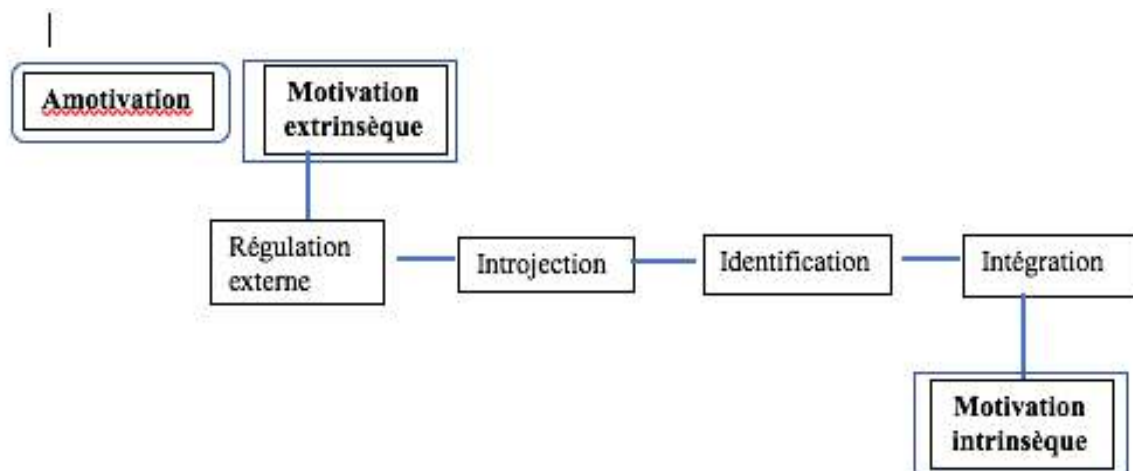 Amotivation
Motivation
extrinsèque
Régulation
externe
Introjection
Identification
Intégration
Motivation
intrinsèque